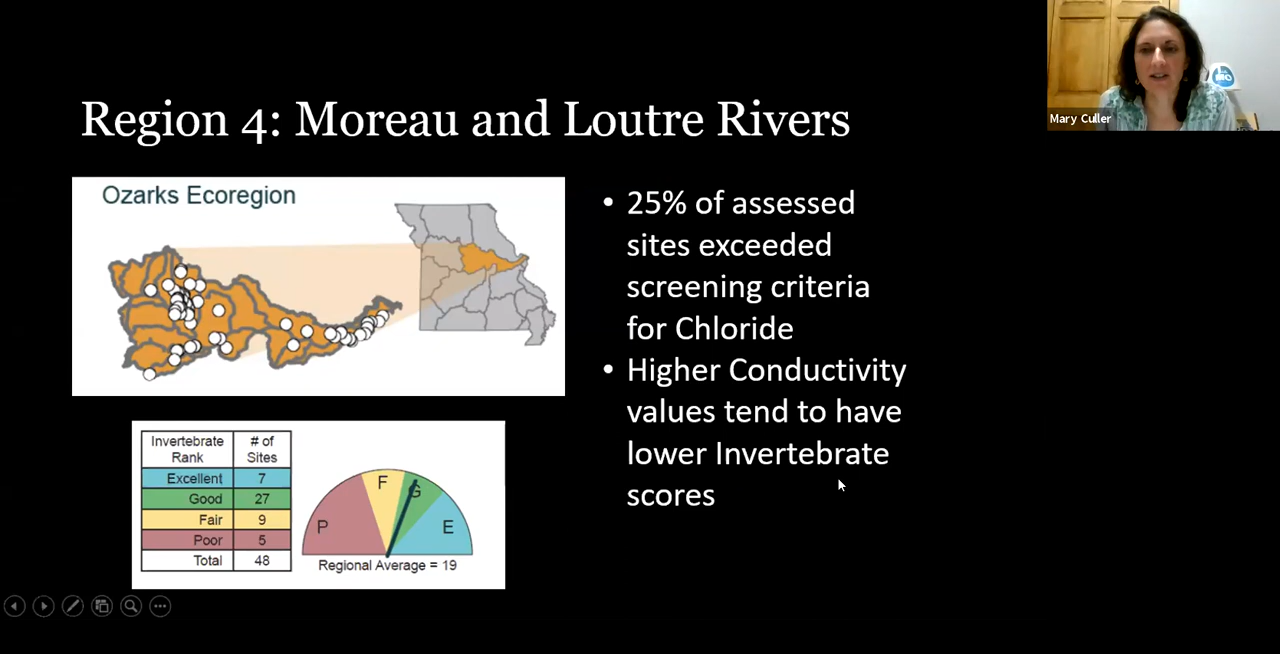 Region 4: Moreau and Loutre Rivers
Mary Culler
Ozarks Ecoregion
• 25% of assessed
sites exceeded
screening criteria
for Chloride
• Higher Conductivity
values tend to have
lower Invertebrate
scores
Invertebrate Rank # of Sites
Excellent 7
Good 27
Fair 9
Poor 5
Total 48
P F G E
Regional Average = 19